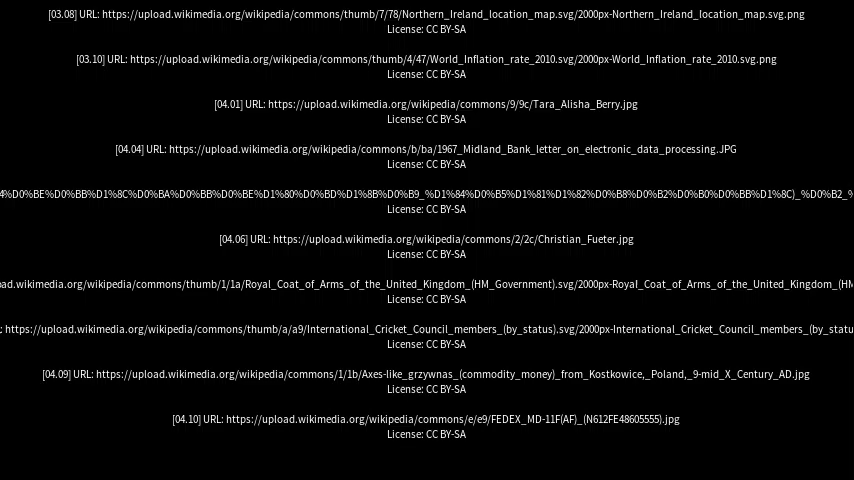 [03.08] URL: https://upload.wikimedia.org/wikipedia/commons/thumb/7/78/Northern_Ireland_location_map.svg/2000px-Northern_Ireland_location_map.svg.png
License: CC BY-SA
[03.10] URL: https://upload.wikimedia.org/wikipedia/commons/thumb/4/47/World_Inflation_rate_2010.svg/2000px-World_Inflation_rate_2010.svg.png
License: CC BY-SA
[04.01] URL: https://upload.wikimedia.org/wikipedia/commons/9/9c/Tara_Alisha_Berry.jpg
License: CC BY-SA
[04.04] URL: https://upload.wikimedia.org/wikipedia/commons/b/ba/1967_Midland_Bank_letter_on_electronic_data_processing.JPG
License: CC BY-SA
4%D0%BE%D0%BB%D1%8C%D0%BA%D0%BB%D0%BE%D1%80%D0%BD%D1%8B%D0%B9_%D1%84%D0%B5%D1%81%D1%82%D0%B8%D0%B2%D0%B0%D0%BB%D1%8C)_%D0%B2_%
License: CC BY-SA
[04.06] URL: https://upload.wikimedia.org/wikipedia/commons/2/2c/Christian_Fueter.jpg
License: CC BY-SA
oad.wikimedia.org/wikipedia/commons/thumb/1/1a/Royal_Coat_of_Arms_of_the_United_Kingdom_(HM_Government).svg/2000px-Royal_Coat_of_Arms_of_the_United_Kingdom_(HM
License: CC BY-SA
: https://upload.wikimedia.org/wikipedia/commons/thumb/a/a9/International_Cricket_Council_members_(by_status).svg/2000px-International_Cricket_Council_members_(by_statu
License: CC BY-SA
[04.09] URL: https://upload.wikimedia.org/wikipedia/commons/1/1b/Axes-like_grzywnas_(commodity_money)_from_Kostkowice,_Poland,_9-mid_X_Century_AD.jpg
License: CC BY-SA
[04.10] URL: https://upload.wikimedia.org/wikipedia/commons/e/e9/FEDEX_MD-11F(AF)_(N612FE48605555).jpg
License: CC BY-SA